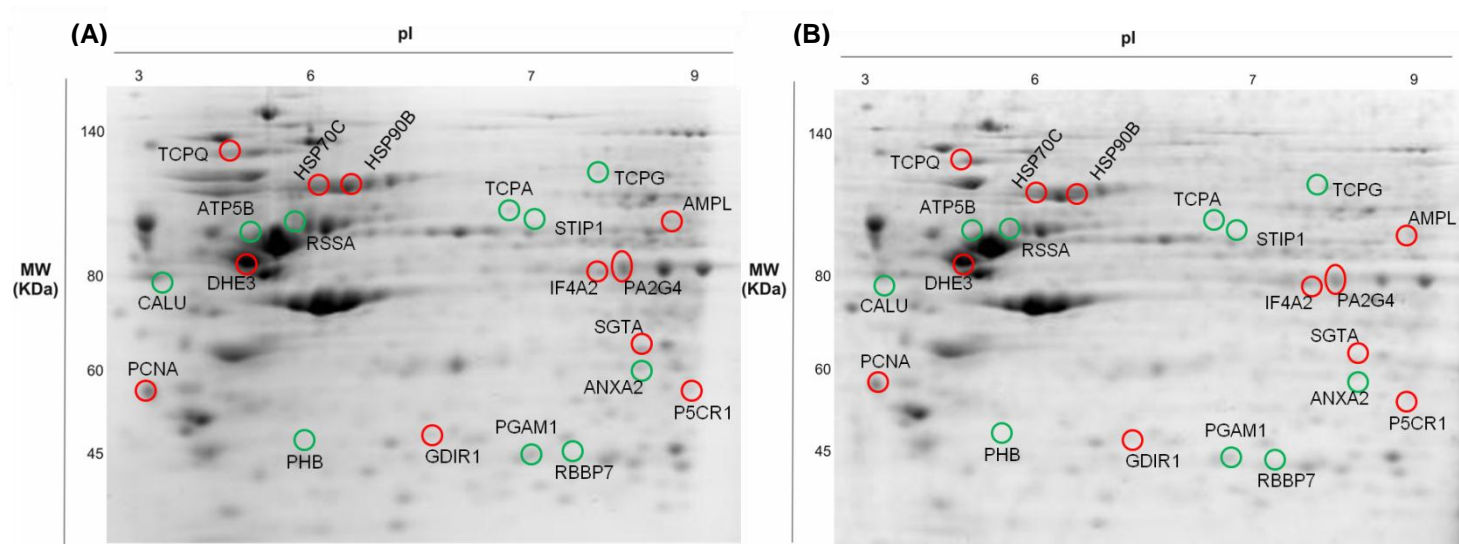 (A)
pI
3 6 7 9
MW
(KDa)
140
80
60
45
TCPQ
HSP70C
HSP90B
TCPG
TCPA
AMPL
ATP5B
STIP1
RSSA
DHE3
IF4A2
PA2G4
CALU
SGTA
PCNA
ANXA2
P5CR1
PGAM1
PHB
GDIR1
RBBP7
(B)
pI
3 6 7 9
MW
(KDa)
140
80
60
45
TCPQ
HSP70C
HSP90B
TCPG
TCPA
AMPL
ATP5B
STIP1
RSSA
DHE3
IF4A2
PA2G4
CALU
SGTA
PCNA
ANXA2
P5CR1
PGAM1
PHB
GDIR1
RBBP7